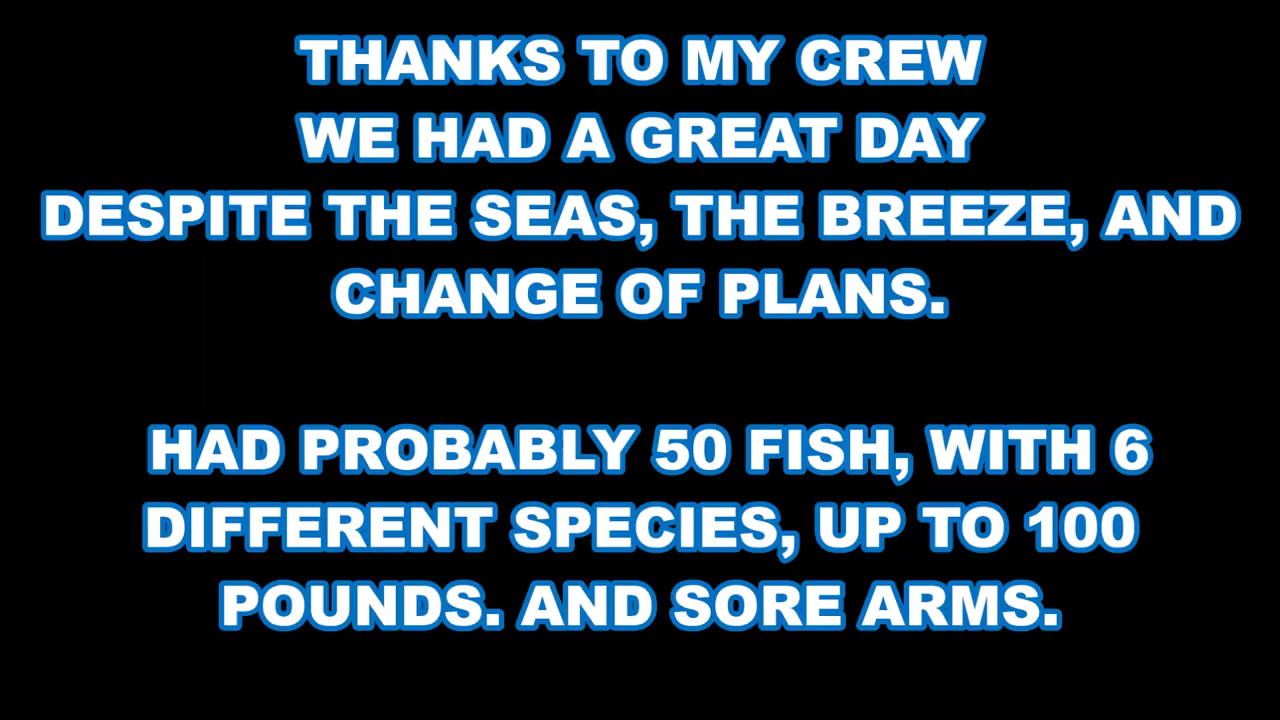 THANKS TO MY CREW
WE HAD A GREAT DAY
DESPITE THE SEAS, THE BREEZE, AND
CHANGE OF PLANS.
HAD PROBABLY 50 FISH, WITH 6
DIFFERENT SPECIES, UP TO 100
POUNDS. AND SORE ARMS.